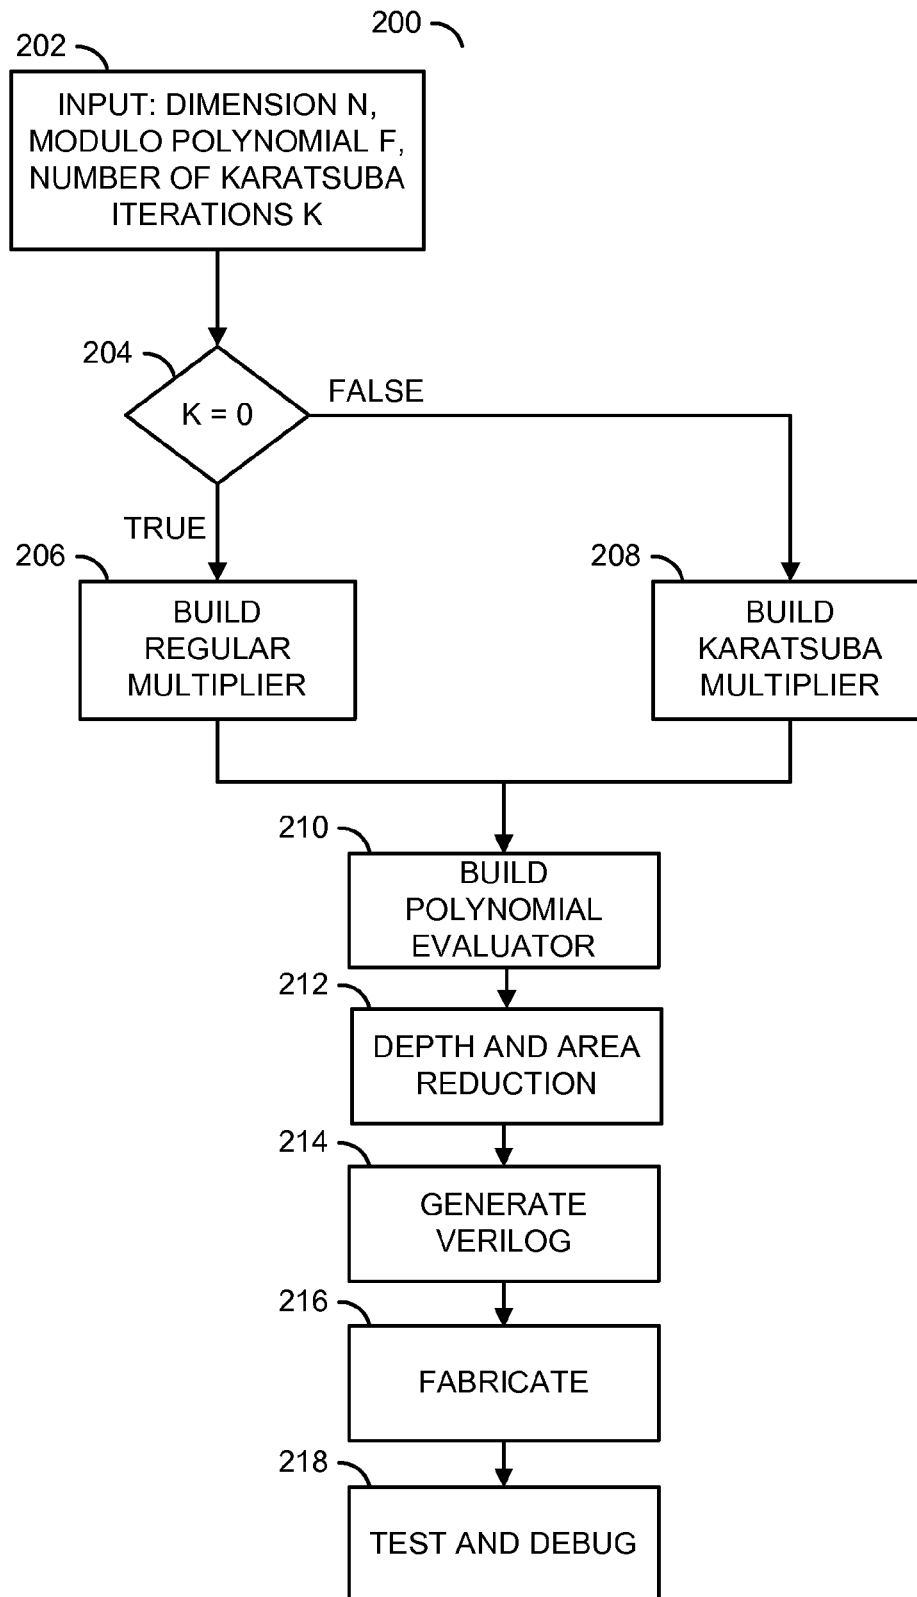 200
202
INPUT: DIMENSION N,
MODULO POLYNOMIAL F,
NUMBER OF KARATSUBA
ITERATIONS K
204
K = 0
FALSE
TRUE
206
BUILD
REGULAR
MULTIPLIER
208
BUILD
KARATSUBA
MULTIPLIER
210
BUILD
POLYNOMIAL
EVALUATOR
212
DEPTH AND AREA
REDUCTION
214
GENERATE
VERILOG
216
FABRICATE
218
TEST AND DEBUG